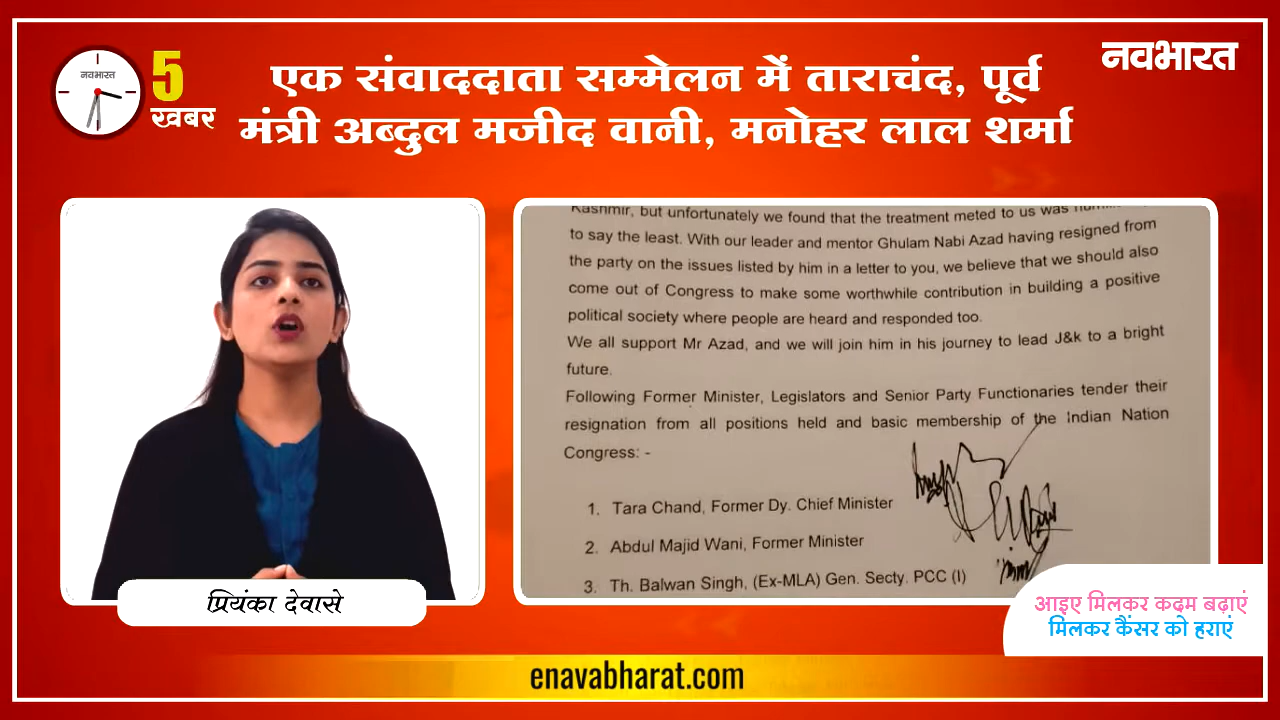 नवभारत
5
खबर
एक संवाददाता सम्मेलन में ताराचंद, पूर्व
मंत्री अब्दुल मजीद वानी, मनोहर लाल शर्मा
नवभारत
Kashmir, but unfortunately we found that the treatment meted to us was
to say the least. With our leader and mentor Ghulam Nabi Azad having resigned from
the party on the issues listed by him in a letter to you, we believe that we should also
come out of Congress to make some worthwhile contribution in building a positive
political society where people are heard and responded too.
We all support Mr Azad, and we will join him in his journey to lead J&k to a bright
future.
Following Former Minister, Legislators and Senior Party Functionaries tender their
resignation from all positions held and basic membership of the Indian Nation
Congress: -
1. Tara Chand, Former Dy. Chief Minister
2. Abdul Majid Wani, Former Minister
3. Th. Balwan Singh, (Ex-MLA) Gen. Secty. PCC (I)
प्रियंका देवासे
आइए मिलकर कदम बढ़ाएं
मिलकर कैंसर को हराएं
enavabharat.com